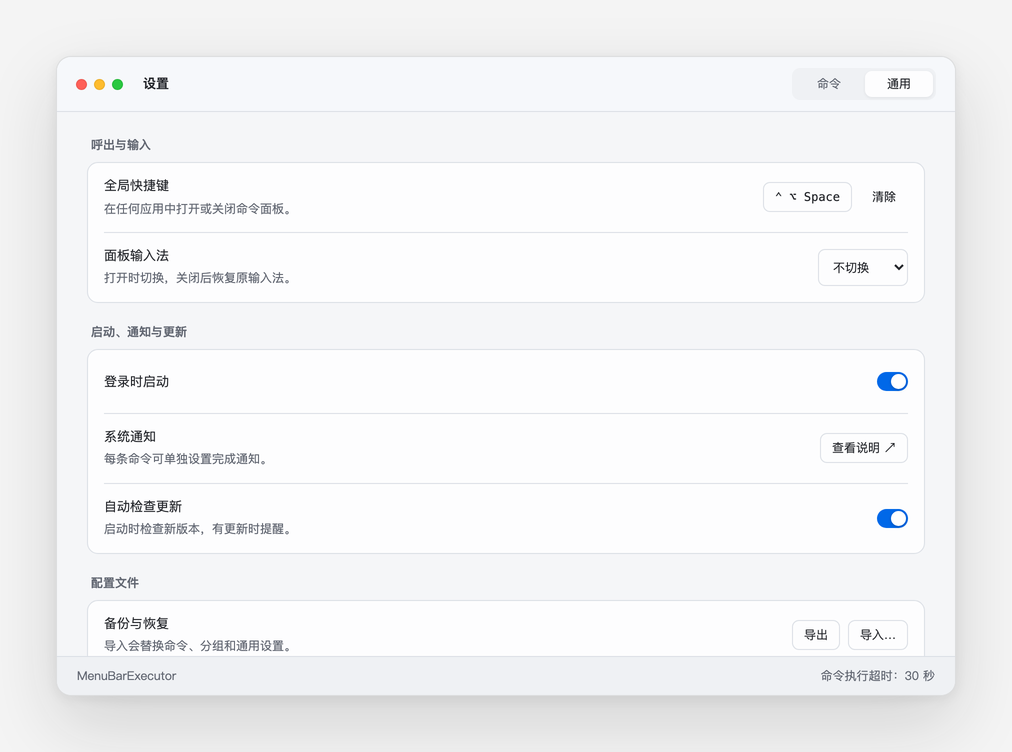 设置
命令
通用
呼出与输入
全局快捷键
在任何应用中打开或关闭命令面板。
^ ⌥ Space
清除
面板输入法
打开时切换，关闭后恢复原输入法。
不切换
启动、通知与更新
登录时启动
系统通知
每条命令可单独设置完成通知。
查看说明 ↗
自动检查更新
启动时检查新版本，有更新时提醒。
配置文件
备份与恢复
导入会替换命令、分组和通用设置。
导出
导入…
MenuBarExecutor
命令执行超时：30 秒